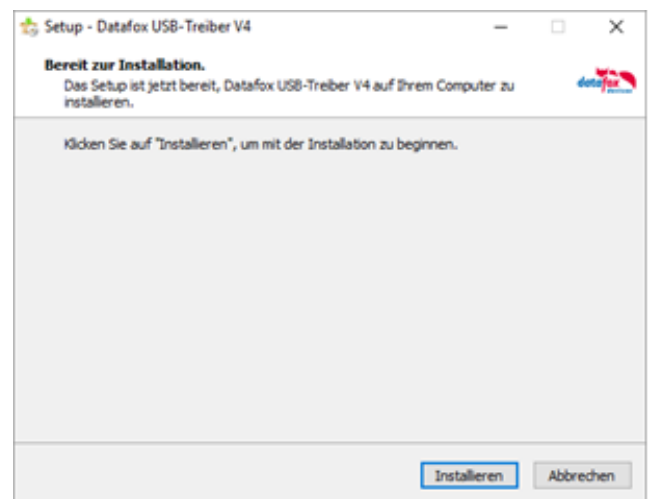 Setup - Datafox USB-Treiber V4
Bereit zur Installation.
Das Setup ist jetzt bereit, Datafox USB-Treiber V4 auf Ihrem Computer zu
installieren.
datafox
Klicken Sie auf "Installieren", um mit der Installation zu beginnen.
Installieren
Abbrechen